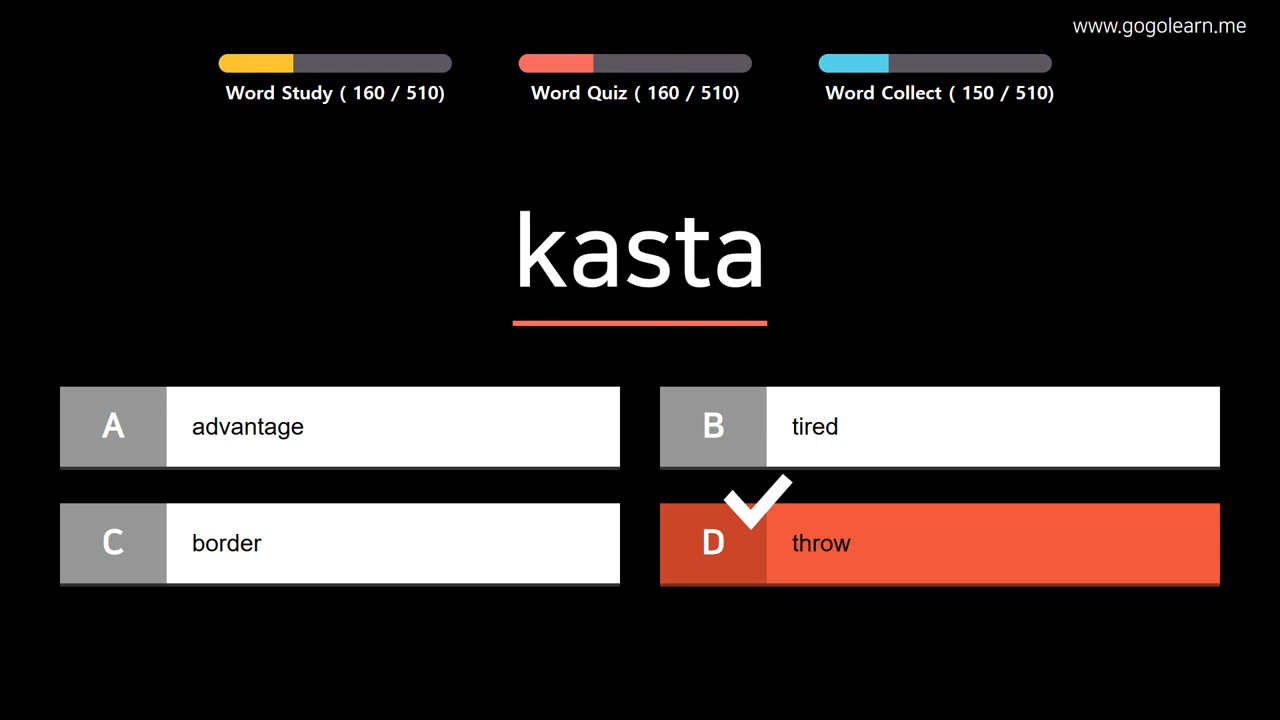 www.gogolearn.me
Word Study ( 160 / 510)
Word Quiz ( 160 / 510)
Word Collect ( 150 / 510)
kasta
A advantage
B tired
C border
D throw